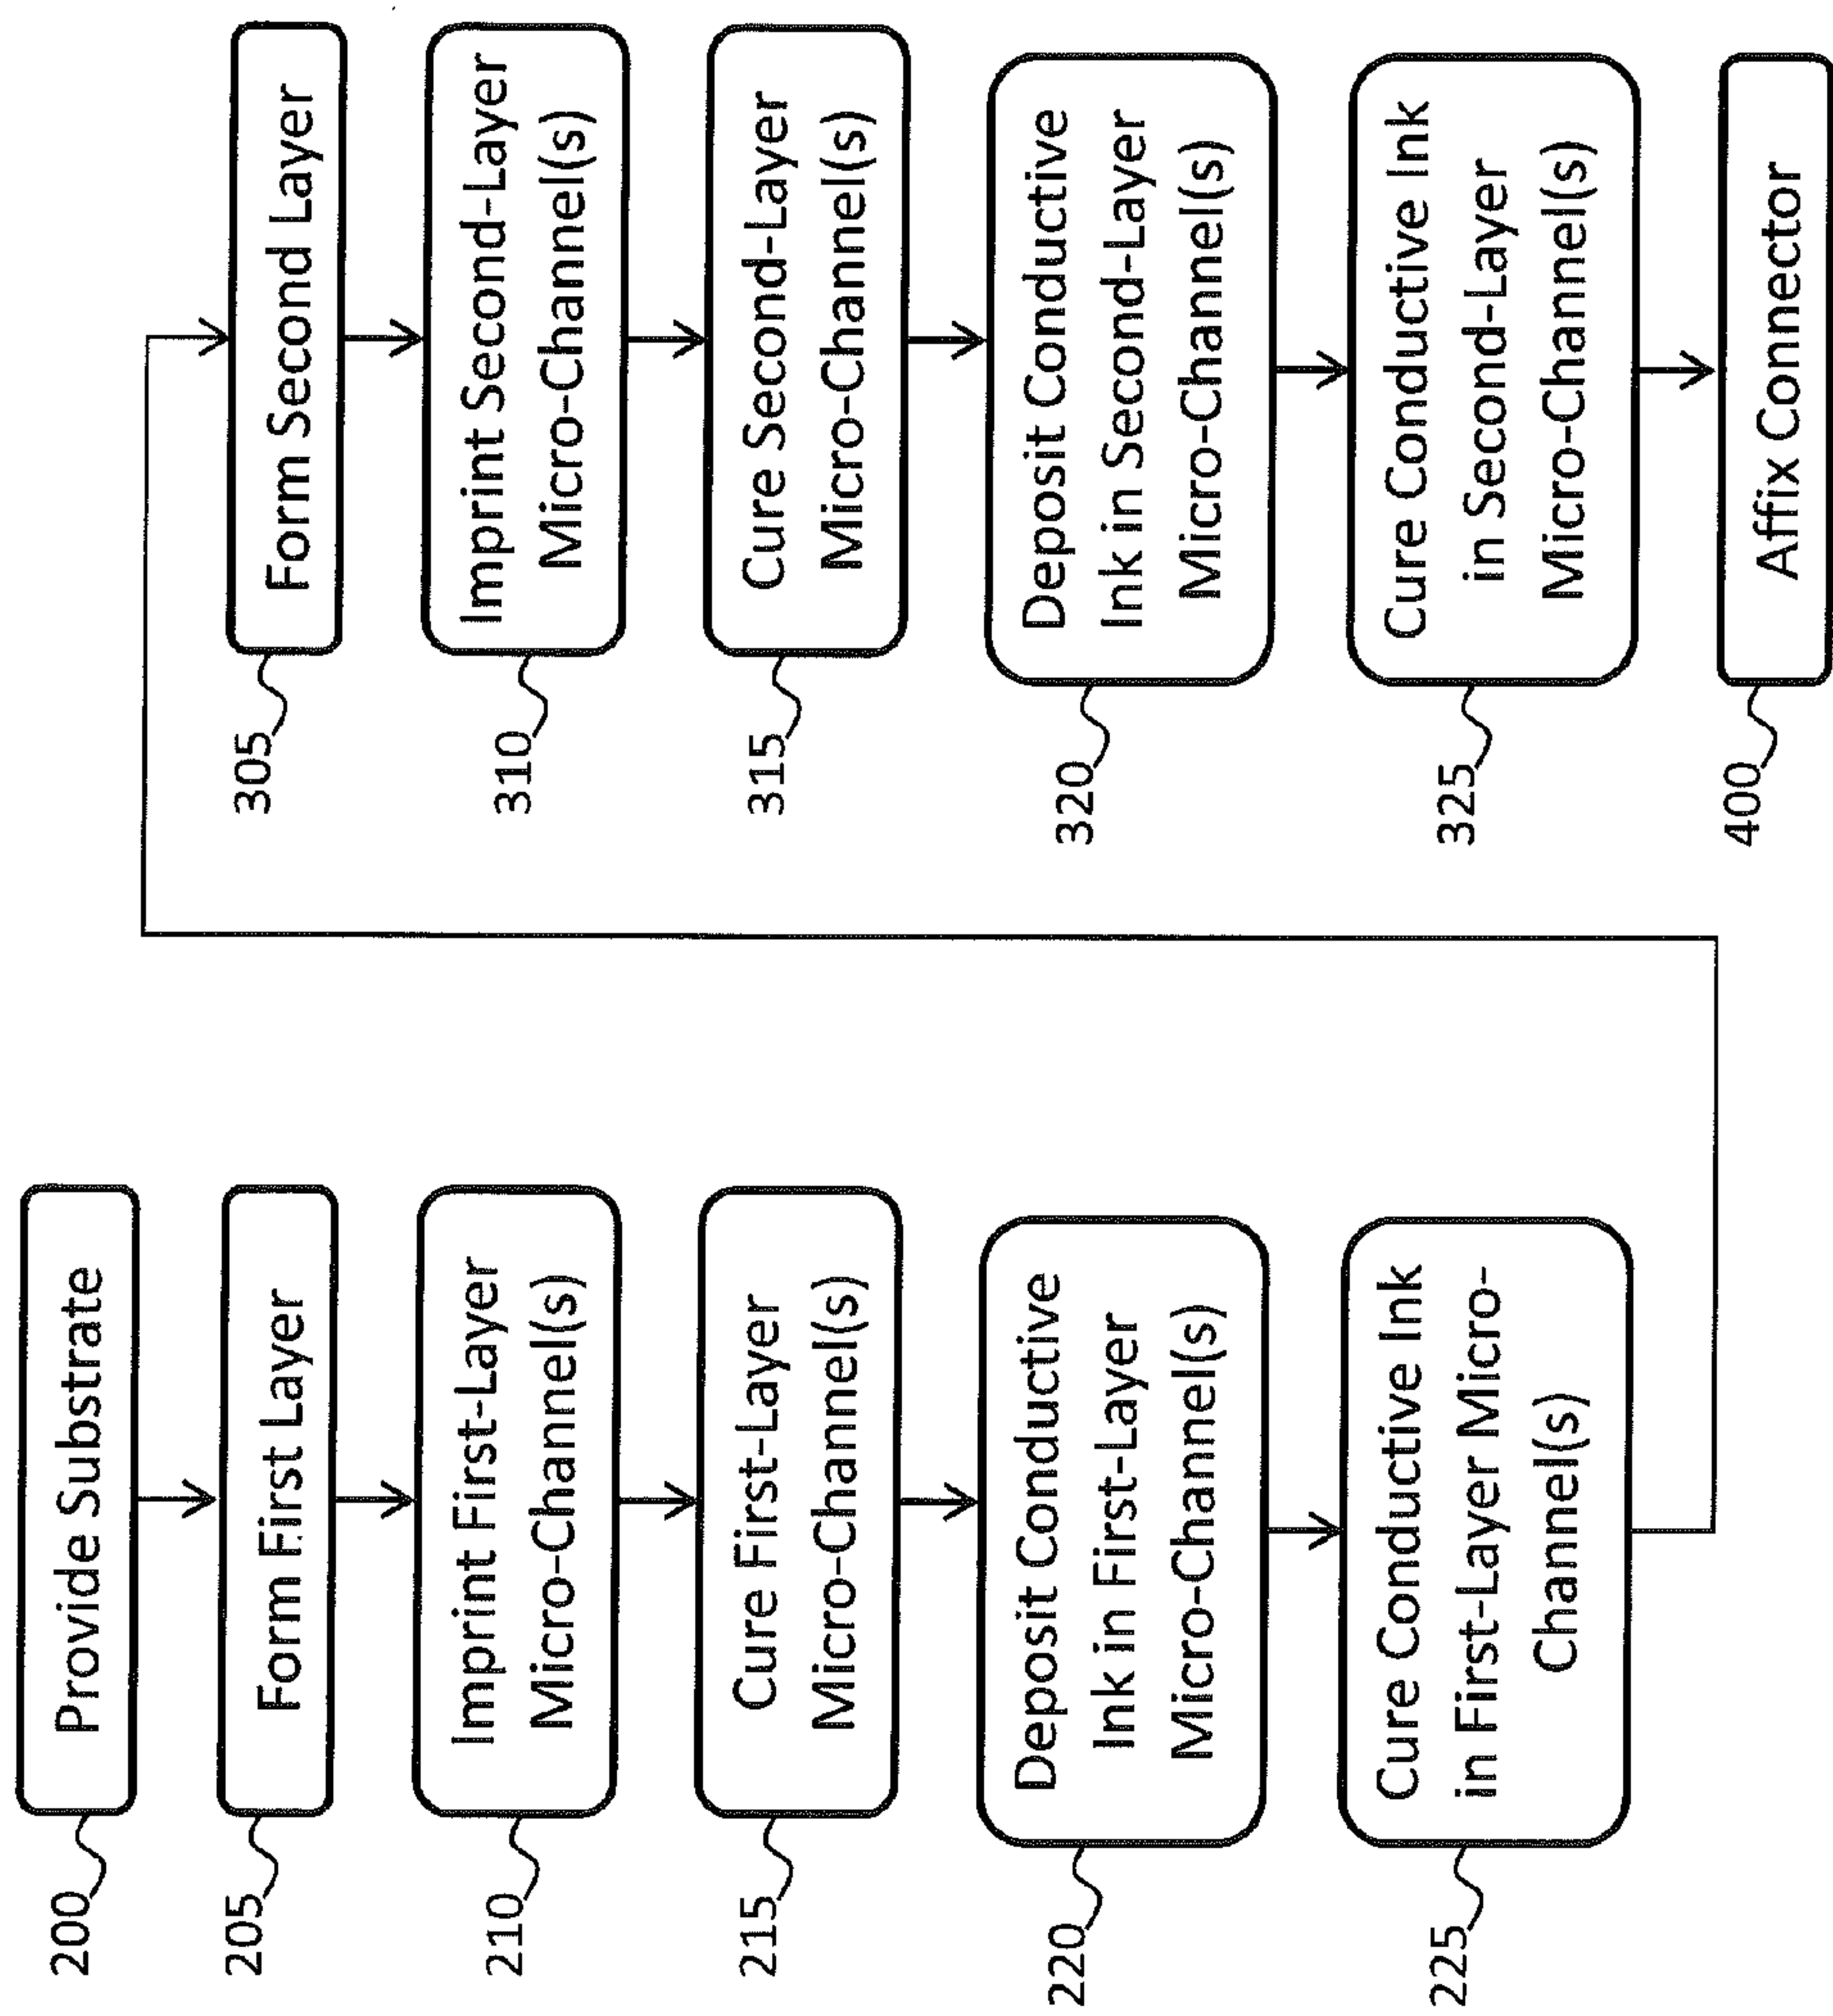 200
Provide Substrate
205
Form First Layer
210
Imprint First-Layer
Micro-Channel(s)
215
Cure First-Layer
Micro-Channel(s)
220
Deposit Conductive
Ink in First-Layer
Micro-Channel(s)
225
Cure Conductive Ink
in First-Layer Micro-
Channel(s)
305
Form Second Layer
310
Imprint Second-Layer
Micro-Channel(s)
315
Cure Second-Layer
Micro-Channel(s)
320
Deposit Conductive
Ink in Second-Layer
Micro-Channel(s)
325
Cure Conductive Ink
in Second-Layer
Micro-Channel(s)
400
Affix Connector